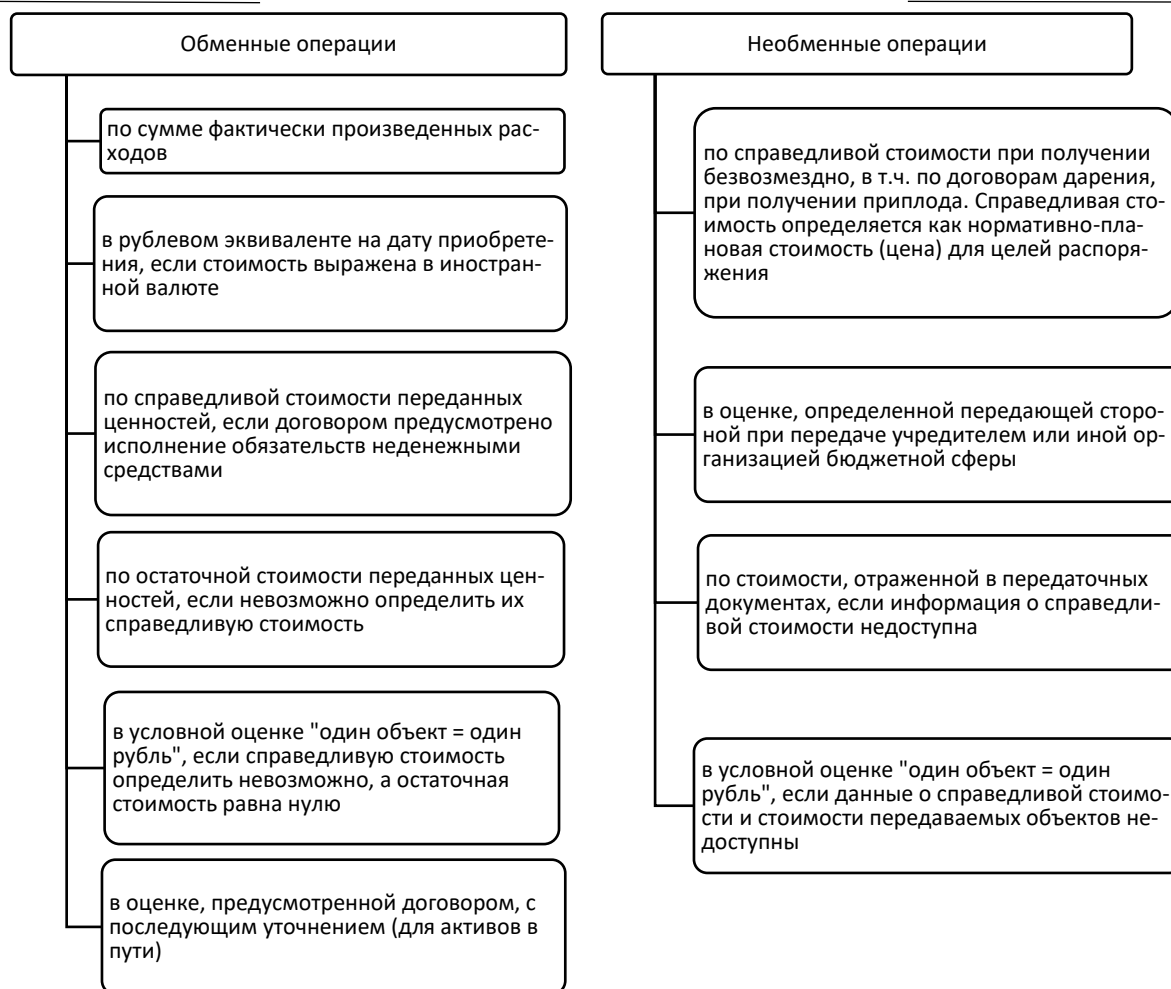 Обменные операции
по сумме фактически произведенных рас-
ходов
в рублевом эквиваленте на дату приобрете-
ния, если стоимость выражена в иностран-
ной валюте
по справедливой стоимости переданных
ценностей, если договором предусмотрено
исполнение обязательств неденежными
средствами
по остаточной стоимости переданных цен-
ностей, если невозможно определить их
справедливую стоимость
в условной оценке "один объект = один
рубль", если справедливую стоимость
определить невозможно, а остаточная
стоимость равна нулю
в оценке, предусмотренной договором, с
последующим уточнением (для активов в
пути)
Необменные операции
по справедливой стоимости при получении
безвозмездно, в т.ч. по договорам дарения,
при получении приплода. Справедливая сто-
имость определяется как нормативно-пла-
новая стоимость (цена) для целей распоря-
жения
в оценке, определенной передающей сторо-
ной при передаче учредителем или иной ор-
ганизацией бюджетной сферы
по стоимости, отраженной в передаточных
документах, если информация о справедли-
вой стоимости недоступна
в условной оценке "один объект = один
рубль", если данные о справедливой стоимо-
сти и стоимости передаваемых объектов не-
доступны